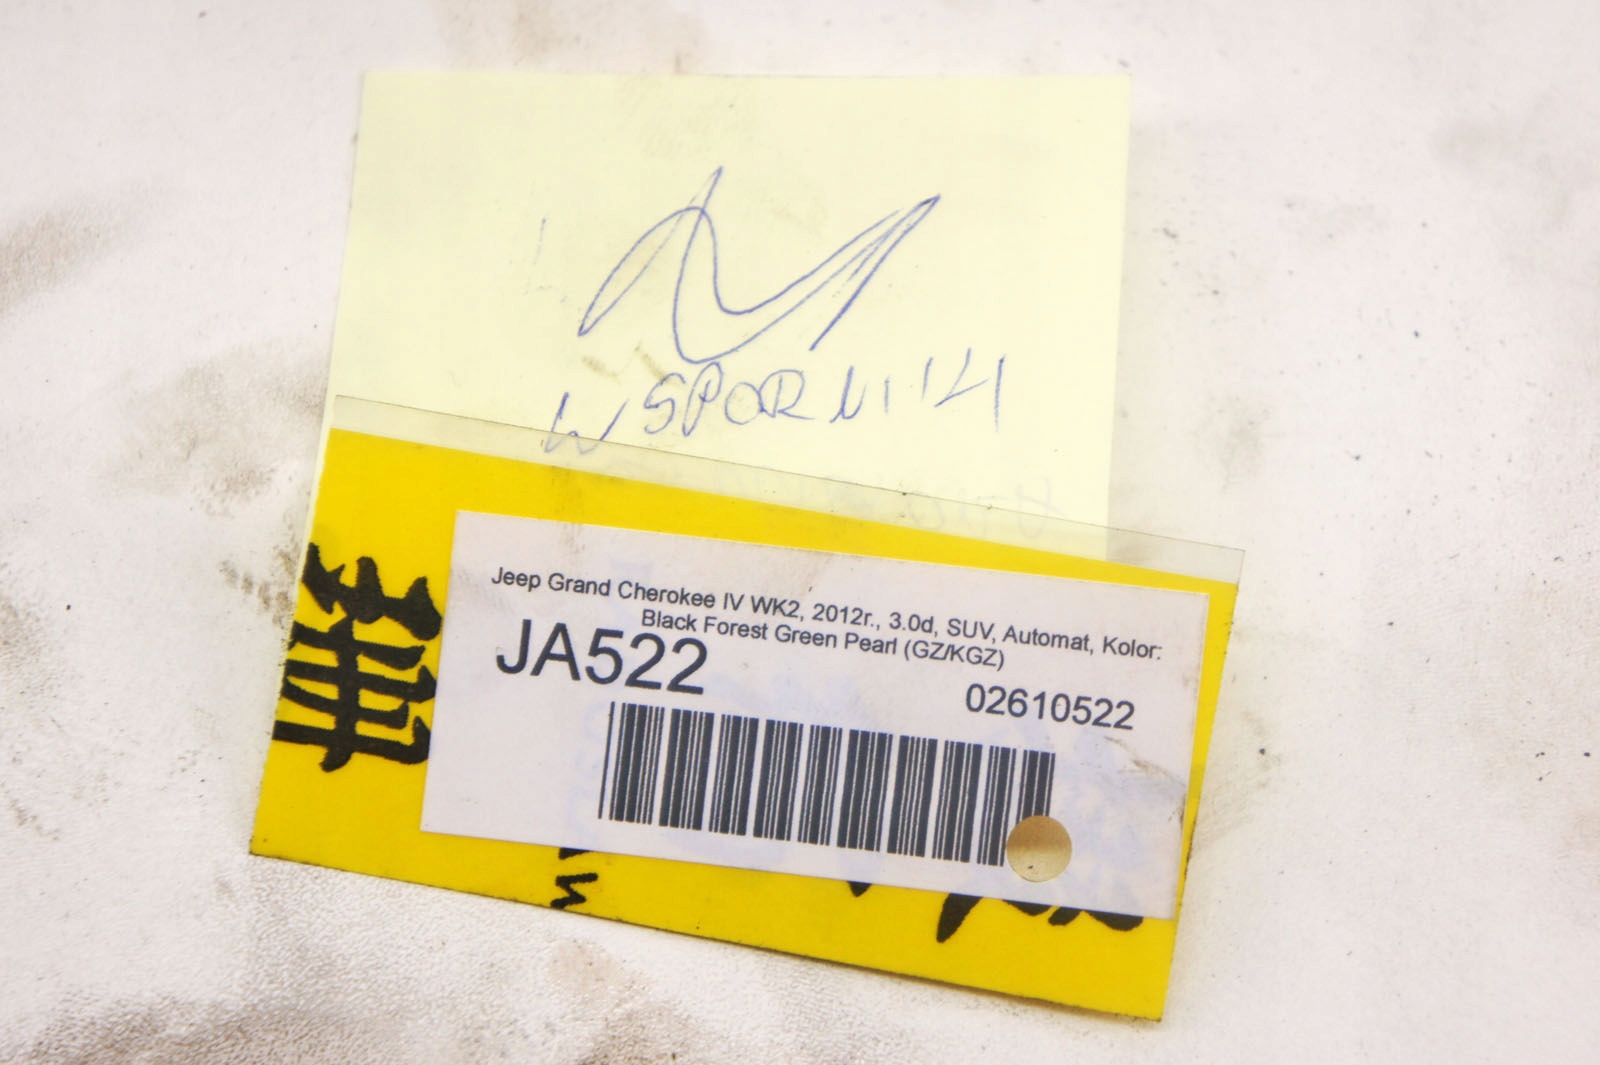 WSPORNIKI
Jeep Grand Cherokee IV WK2, 2012r., 3.0d, SUV, Automat, Kolor:
Black Forest Green Pearl (GZ/KGZ)
JA522
02610522